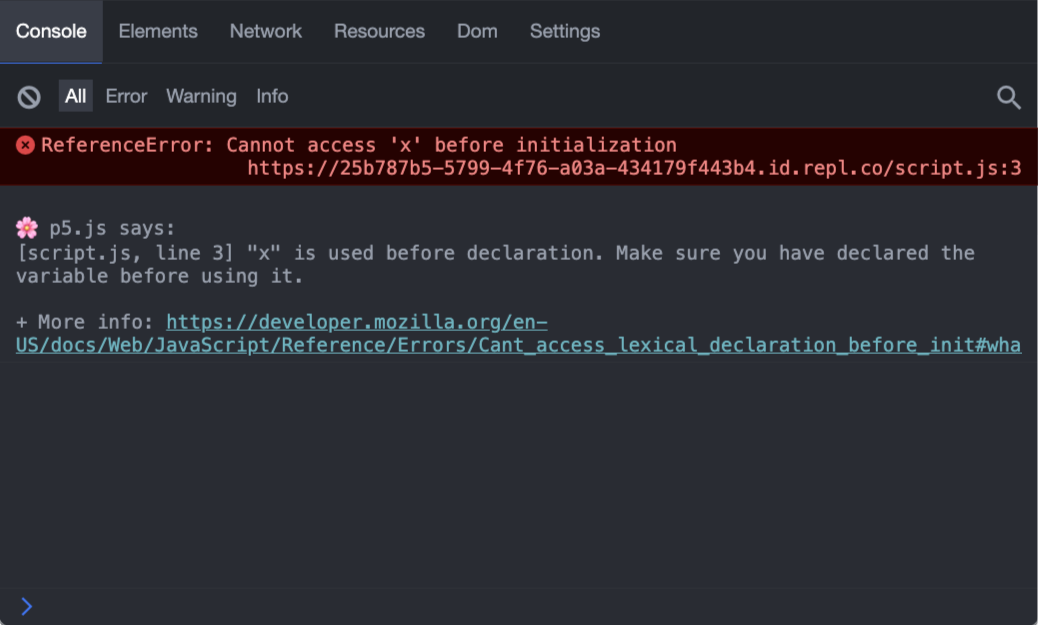 Console Elements Network Resources Dom Settings
All Error Warning Info
ReferenceError: Cannot access 'x' before initialization
https://25b787b5-5799-4f76-a03a-434179f443b4.id.repl.co/script.js:3
🌸 p5.js says:
[script.js, line 3] "x" is used before declaration. Make sure you have declared the
variable before using it.
+ More info: https://developer.mozilla.org/en-
US/docs/Web/JavaScript/Reference/Errors/Cant_access_lexical_declaration_before_init#wha